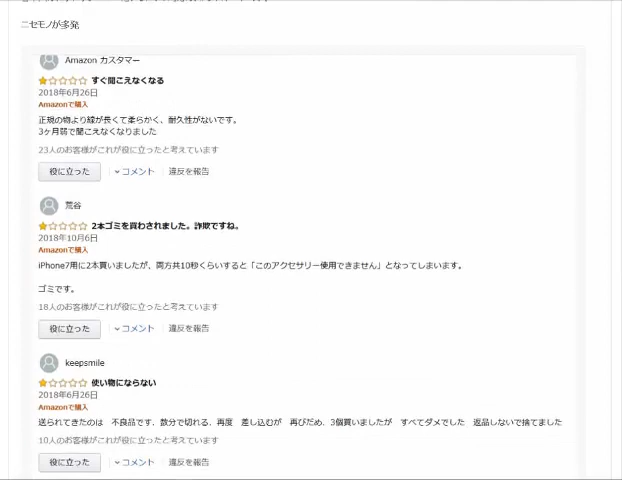 ニセモノが多発
Amazon カスタマー
すぐ聞こえなくなる
2018年6月26日
Amazonで購入
正規の物より線が長くて柔らかく、耐久性がないです。
3ヶ月弱で聞こえなくなりました
23人のお客様がこれが役に立ったと考えています
役に立った コメント 違反を報告
荒谷
2本ゴミを買わされました。詐欺ですね。
2018年10月6日
Amazonで購入
iPhone7用に2本買いましたが、両方共10秒くらいすると「このアクセサリー使用できません」となってしまいます。
ゴミです。
18人のお客様がこれが役に立ったと考えています
役に立った コメント 違反を報告
keepsmile
使い物にならない
2018年6月26日
Amazonで購入
送られてきたのは　不良品です．数分で切れる．再度　差し込むが　再びだめ．3個買いましたが　すべてダメでした　返品しないで捨てました
10人のお客様がこれが役に立ったと考えています
役に立った コメント 違反を報告